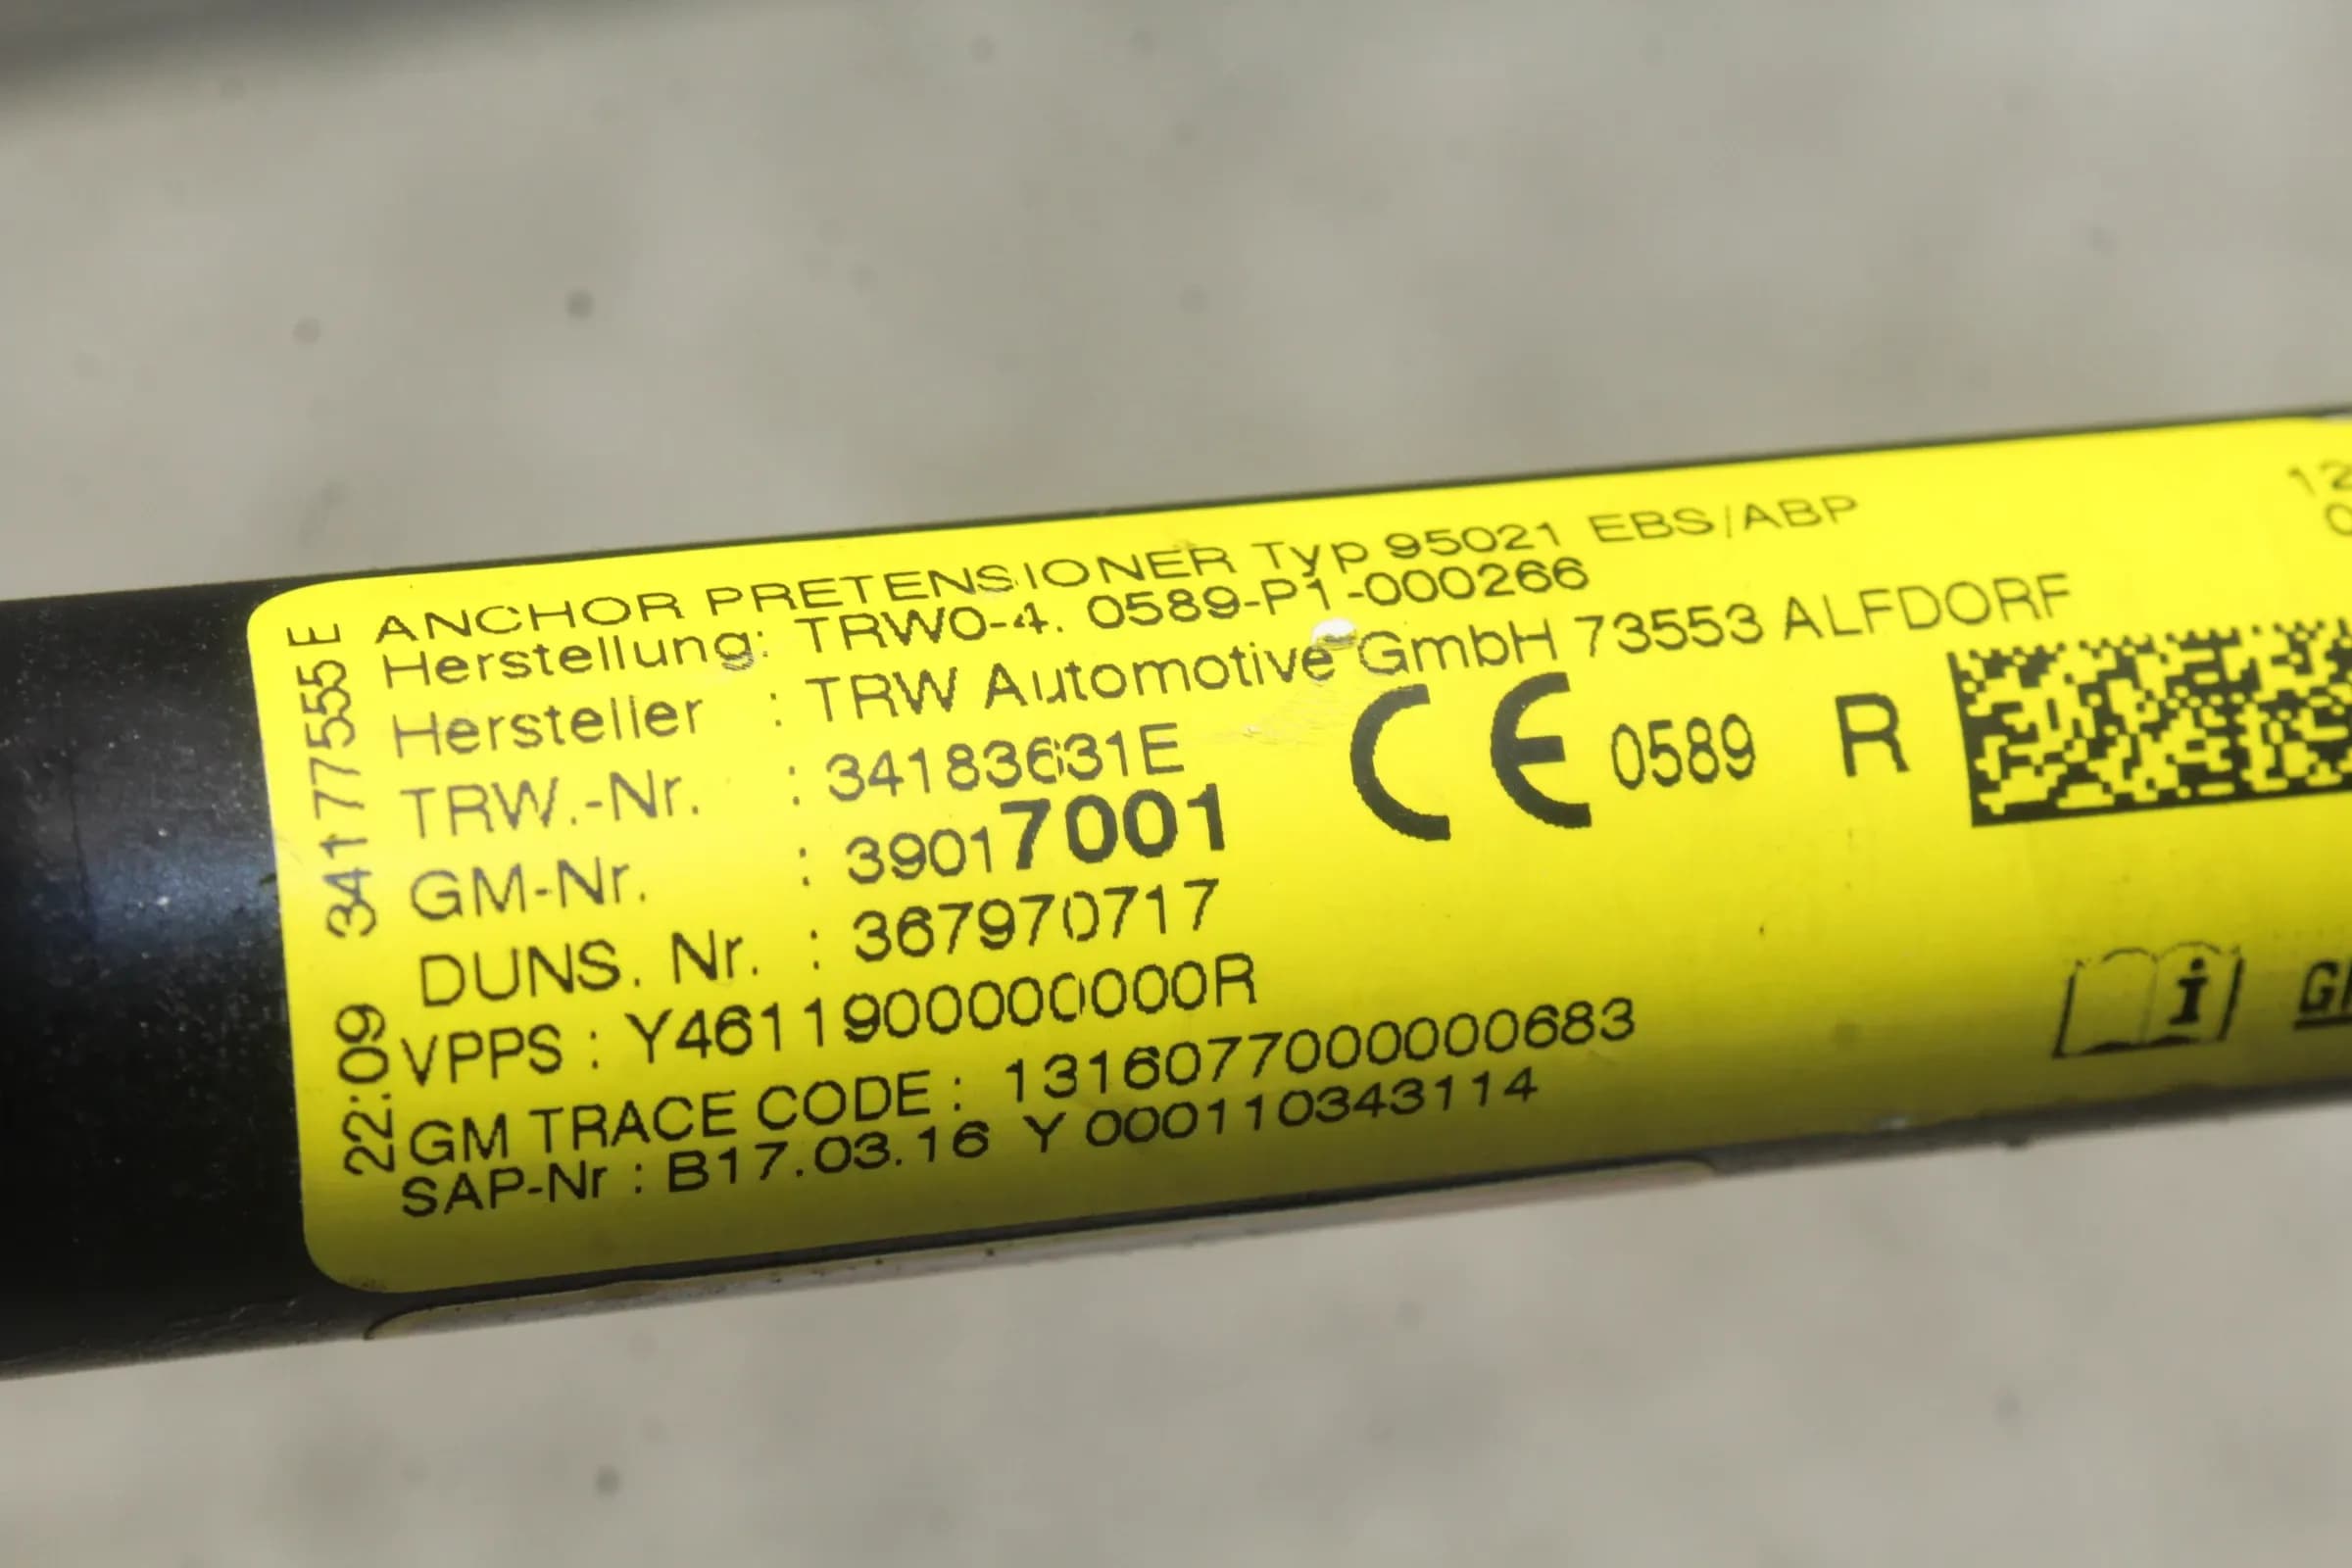 ANCHOR PRETENSIONER Typ 95021 EBS/ABP
Herstellung: TRW0-4. 0589-P1-000266
Hersteller : TRW Automotive GmbH 73553 ALFDORF
TRW.-Nr. : 34183631E
GM-Nr. : 39017001
DUNS. Nr. : 367970717
VPPS : Y4611900000000R
GM TRACE CODE : 1316077000000683
SAP-Nr : B17.03.16 Y 000110343114
22:09 34177555E
CE 0589 R
12
i